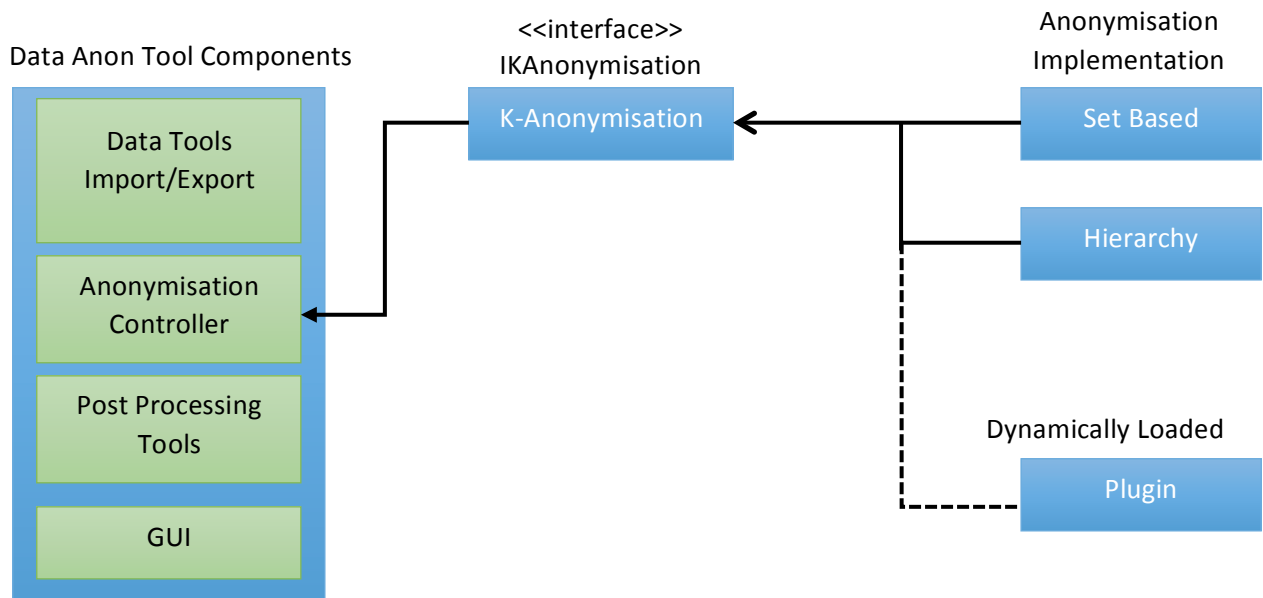 Data Anon Tool Components
Data Tools
Import/Export
Anonymisation
Controller
Post Processing
Tools
GUI
<<interface>>
IKAnonymisation
K-Anonymisation
Anonymisation
Implementation
Set Based
Hierarchy
Dynamically Loaded
Plugin